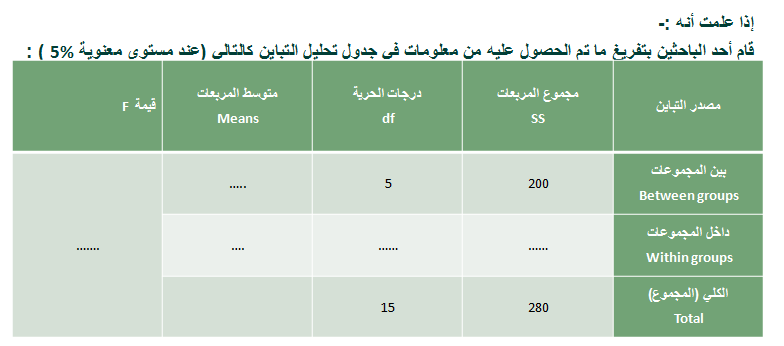 إذا علمت أنه :-
قام أحد الباحثين بتفريغ ما تم الحصول عليه من معلومات في جدول تحليل التباين كالتالي (عند مستوى معنوية %5 ) :
مصدر التباين
مجموع المربعات
SS
درجات الحرية
df
متوسط المربعات
Means
قيمة F
بين المجموعات
Between groups
200
5
.....
داخل المجموعات
Within groups
......
......
....
.......
الكلي (المجموع)
Total
280
15